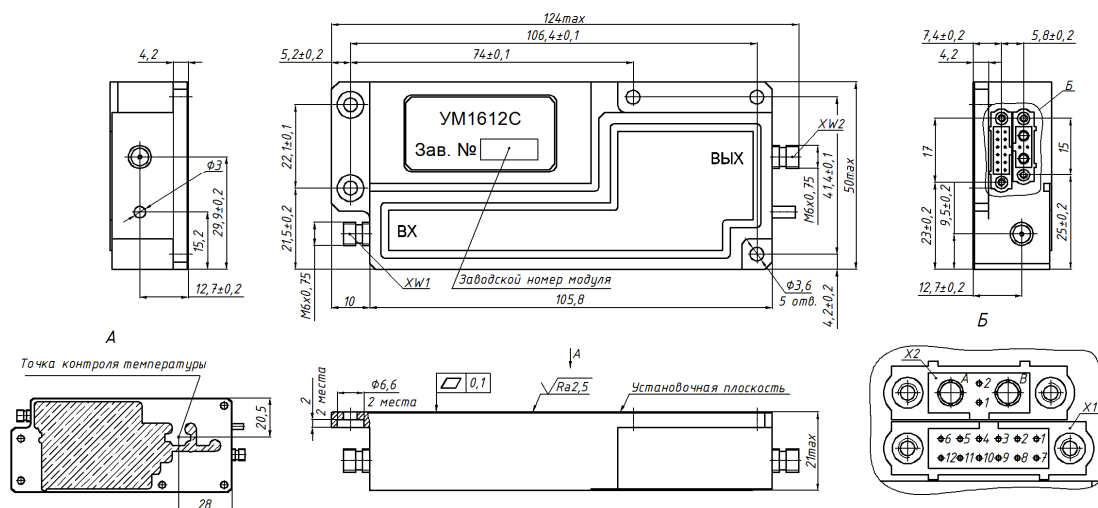 124max
106,4±0,1
5,2±0,2
74±0,1
4,2
7,4±0,2
5,8±0,2
4,2
Б
УМ1612С
Зав. №
ВЫХ
ВХ
XW2
XW1
22,1±0,1
21,5±0,2
М6х0,75
М6х0,75
41,4±0,1
50max
4,2±0,2
Φ3
29,9±0,2
15,2
12,7±0,2
Заводской номер модуля
10
105,8
Φ3,6
5 отв.
17
15
23±0,2
9,5±0,2
25±0,2
12,7±0,2
А
Точка контроля температуры
20,5
28
А
Φ6,6
2 места
2
2 места
0,1
Ra2,5
Установочная плоскость
21max
Б
X2
A
2
1
B
X1
6 5 4 3 2 1
12 11 10 9 8 7